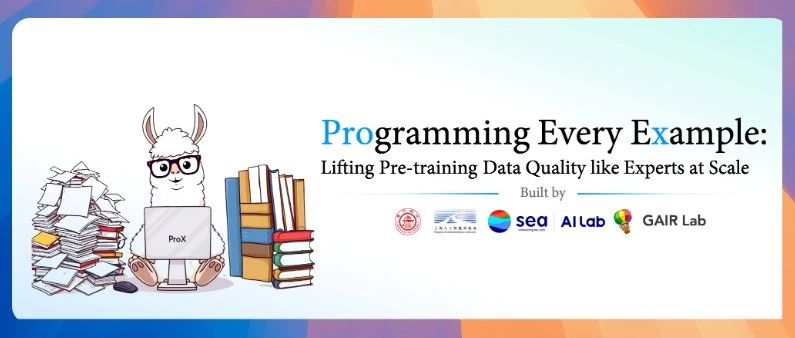 Programming Every Example:
Lifting Pre-training Data Quality like Experts at Scale
Built by
sea AI Lab GAIR Lab
ProX